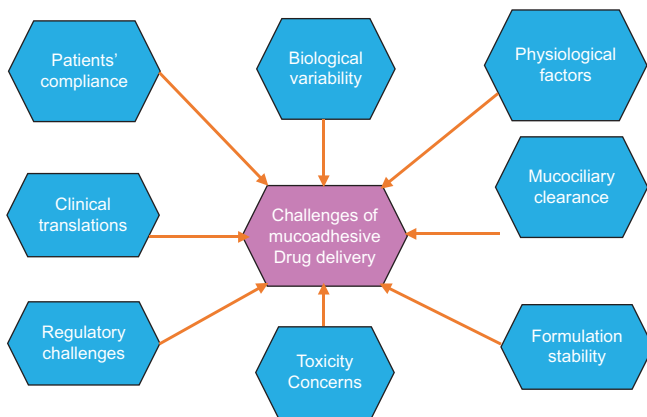 Patients'
compliance
Biological
variability
Physiological
factors
Clinical
translations
Challenges of
mucoadhesive
Drug delivery
Mucociliary
clearance
Regulatory
challenges
Toxicity
Concerns
Formulation
stability